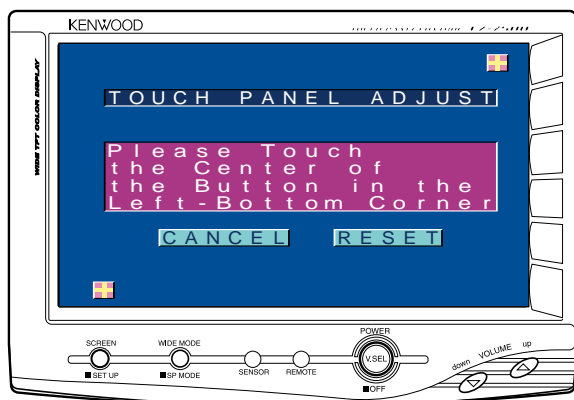 KENWOOD
WIDE TFT COLOR DISPLAY
TOUCH PANEL ADJUST
Please Touch
the Center of
the Button in the
Left-Bottom Corner
CANCEL RESET
POWER
SCREEN WIDE MODE V.SEL down VOLUME up
SENSOR REMOTE
■SET UP ■SP MODE ■OFF